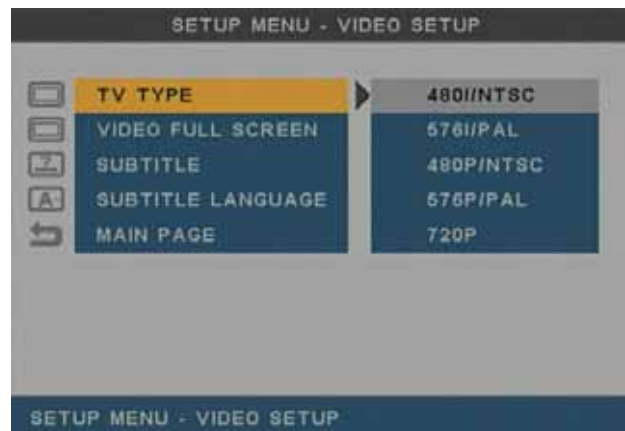 SETUP MENU - VIDEO SETUP
TV TYPE
VIDEO FULL SCREEN
SUBTITLE
SUBTITLE LANGUAGE
MAIN PAGE
480I/NTSC
576I/PAL
480P/NTSC
576P/PAL
720P
SETUP MENU - VIDEO SETUP